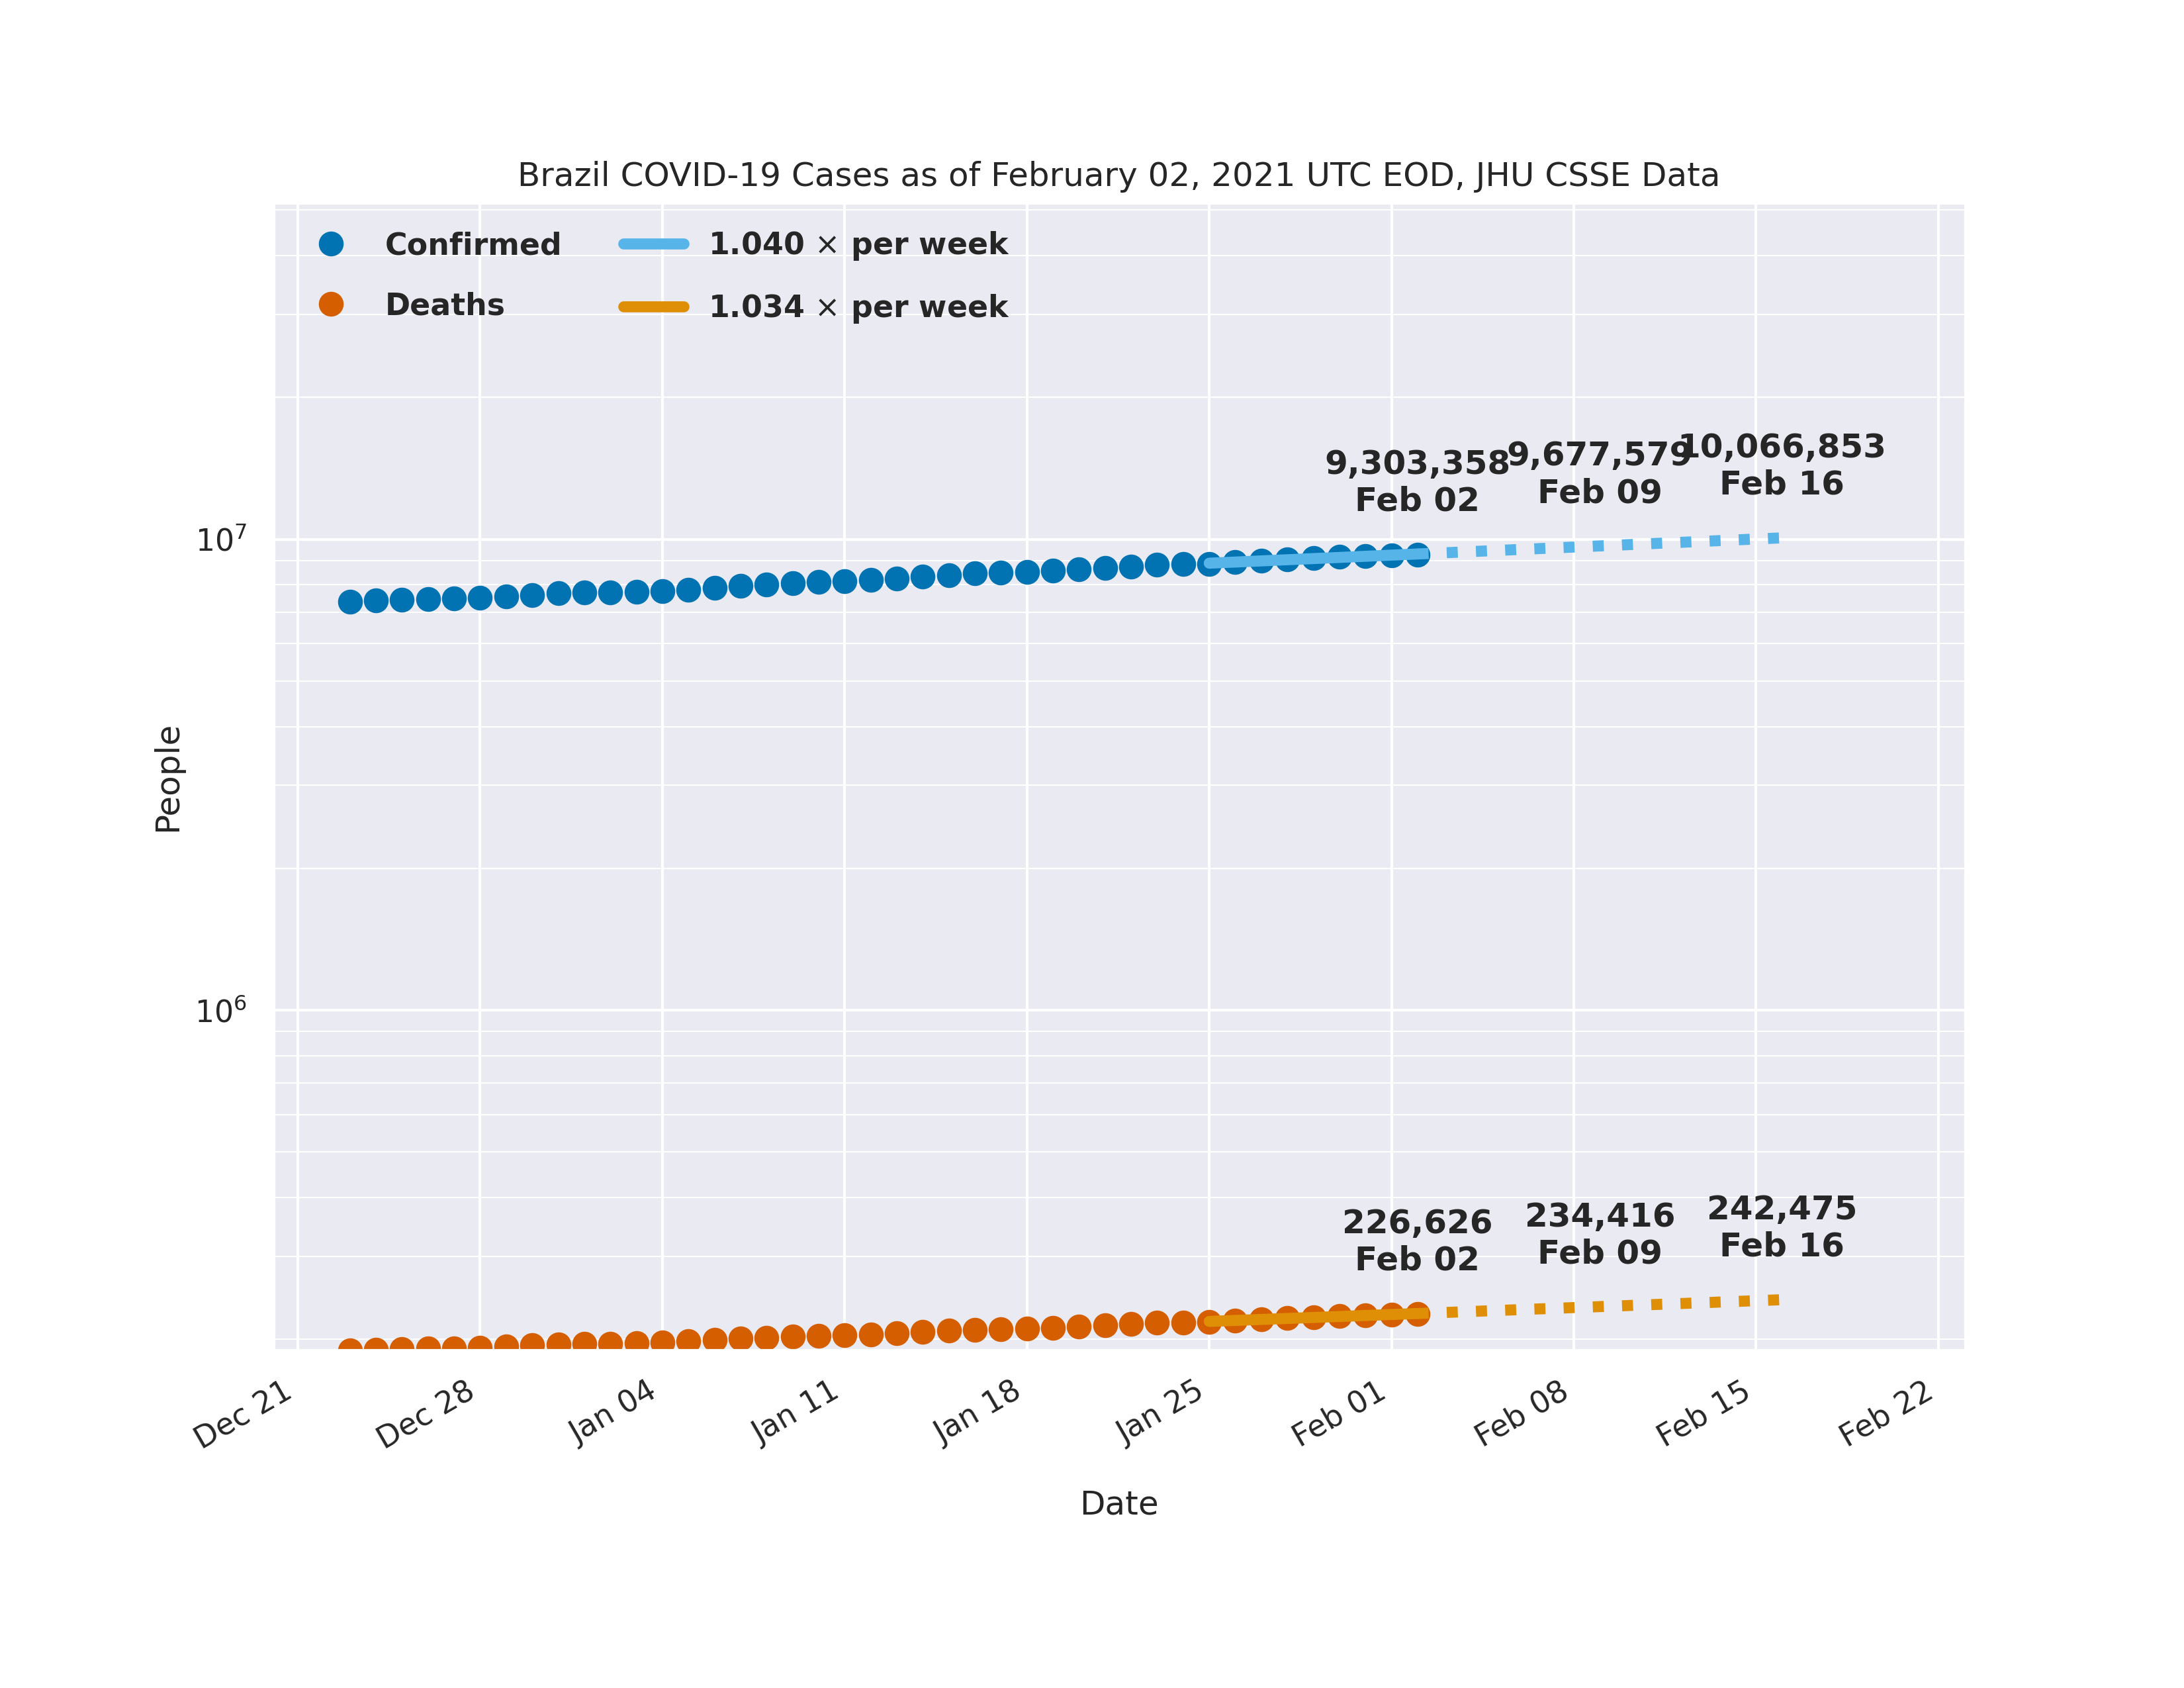 Brazil COVID-19 Cases as of February 02, 2021 UTC EOD, JHU CSSE Data
Confirmed
Deaths
1.040 × per week
1.034 × per week
9,303,358
Feb 02
9,677,579
Feb 09
10,066,853
Feb 16
10⁷
10⁶
People
226,626
Feb 02
234,416
Feb 09
242,475
Feb 16
Dec 21
Dec 28
Jan 04
Jan 11
Jan 18
Jan 25
Feb 01
Feb 08
Feb 15
Feb 22
Date